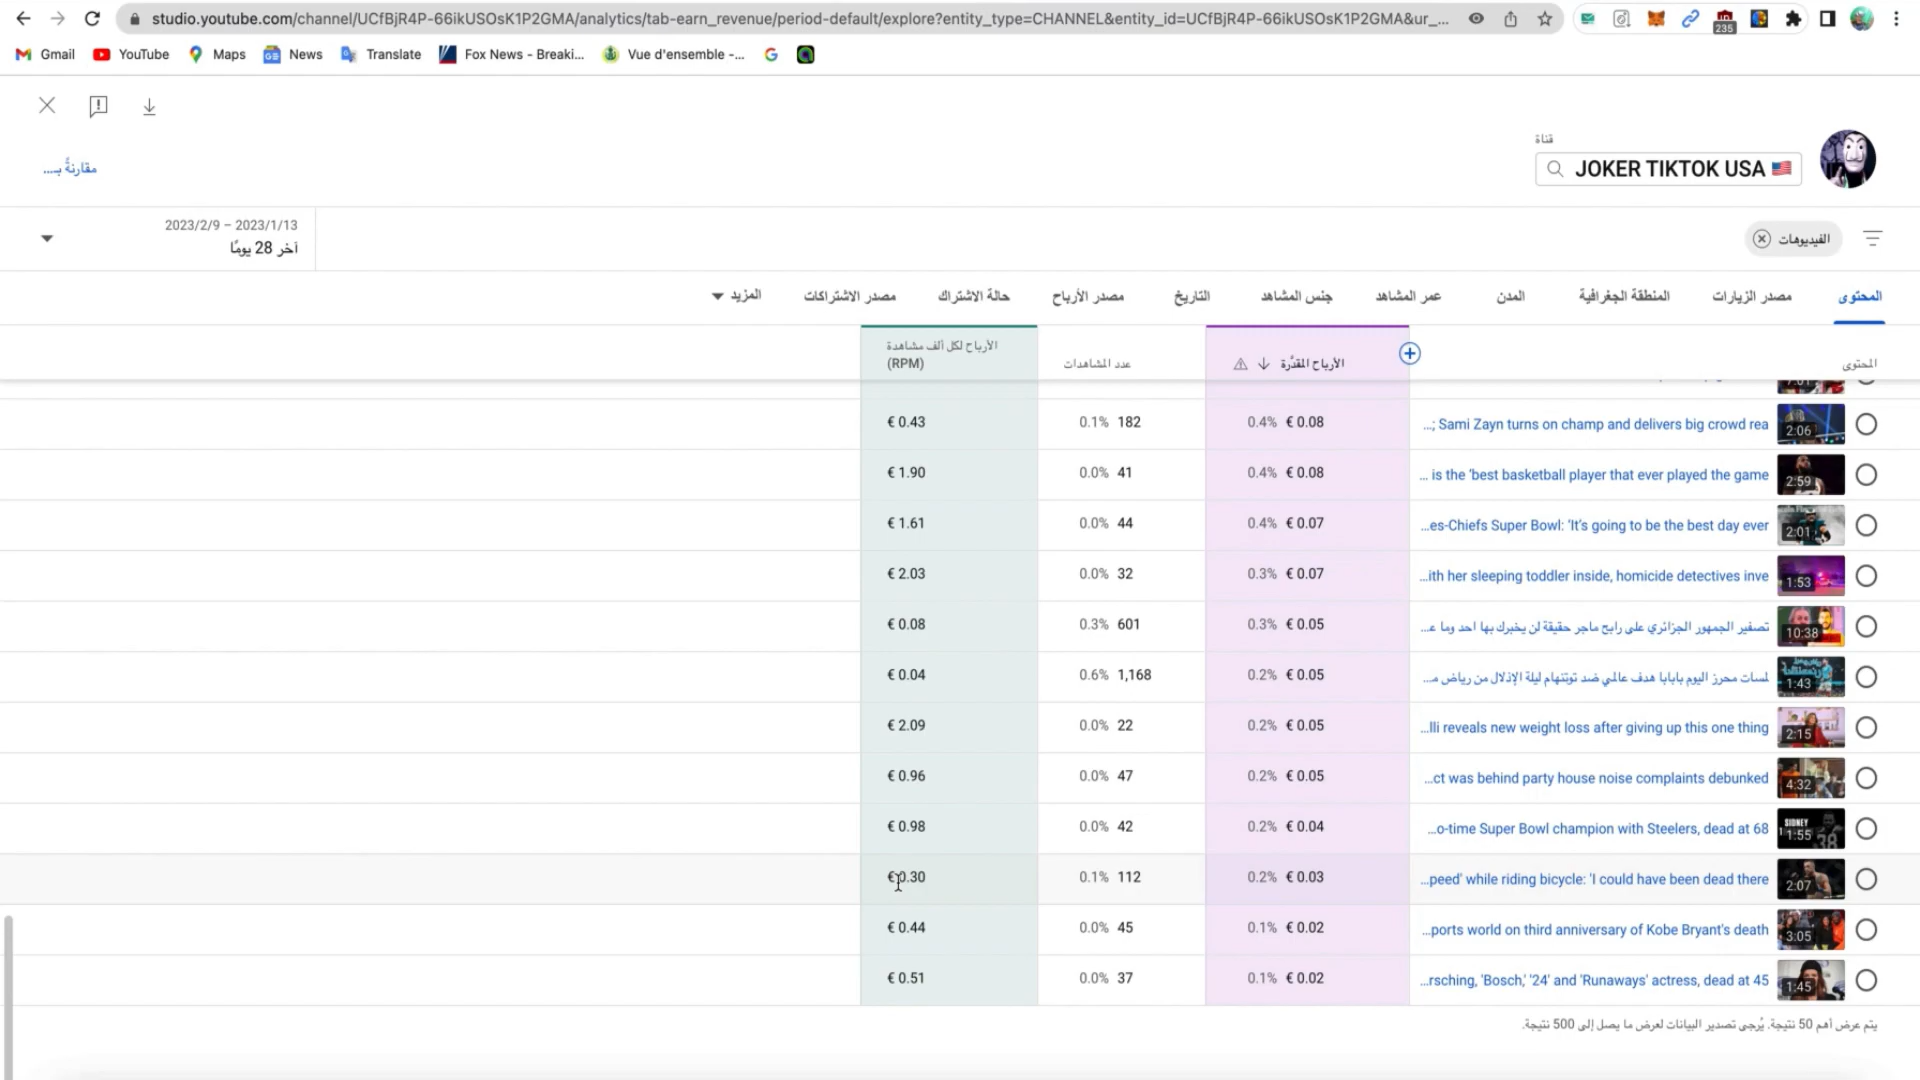 studio.youtube.com/channel/UCfBjR4P-66ikUSOsK1P2GMA/analytics/tab-earn_revenue/period-default/explore?entity_type=CHANNEL&entity_id=UCfBjR4P-66ikUSOsK1P2GMA&ur_...
235
Gmail YouTube Maps News Translate Fox News - Breaki... Vue d'ensemble -...
قناة
JOKER TIKTOK USA 🇺🇸
مقارنةً بـ...
2023/2/9 – 2023/1/13
آخر 28 يومًا
الفيديوهات
المحتوى مصدر الزيارات المنطقة الجغرافية المدن عمر المشاهد جنس المشاهد التاريخ مصدر الأرباح حالة الاشتراك مصدر الاشتراكات المزيد
المحتوى الأرباح المقدَّرة عدد المشاهدات الأرباح لكل ألف مشاهدة (RPM)
2:06 ...; Sami Zayn turns on champ and delivers big crowd rea 0.4% € 0.08 0.1% 182 € 0.43
2:59 ... is the 'best basketball player that ever played the game 0.4% € 0.08 0.0% 41 € 1.90
2:01 ...es-Chiefs Super Bowl: 'It's going to be the best day ever 0.4% € 0.07 0.0% 44 € 1.61
1:53 ...ith her sleeping toddler inside, homicide detectives inve 0.3% € 0.07 0.0% 32 € 2.03
10:38 تصفير الجمهور الجزائري على رابح ماجر حقيقة لن يخبرك بها احد وما عـ... 0.3% € 0.05 0.3% 601 € 0.08
1:43 لمسات محرز اليوم بابابا هدف عالمي ضد توتنهام ليلة الإذلال من رياض مـ... 0.2% € 0.05 0.6% 1,168 € 0.04
2:15 ...lli reveals new weight loss after giving up this one thing 0.2% € 0.05 0.0% 22 € 2.09
4:32 ...ct was behind party house noise complaints debunked 0.2% € 0.05 0.0% 47 € 0.96
SIDNEY 38 1:55 ...o-time Super Bowl champion with Steelers, dead at 68 0.2% € 0.04 0.0% 42 € 0.98
2:07 ...peed' while riding bicycle: 'I could have been dead there 0.2% € 0.03 0.1% 112 € 0.30
3:05 ...ports world on third anniversary of Kobe Bryant's death 0.1% € 0.02 0.0% 45 € 0.44
1:45 ...rsching, 'Bosch,' '24' and 'Runaways' actress, dead at 45 0.1% € 0.02 0.0% 37 € 0.51
يتم عرض أهم 50 نتيجة. يُرجى تصدير البيانات لعرض ما يصل إلى 500 نتيجة.